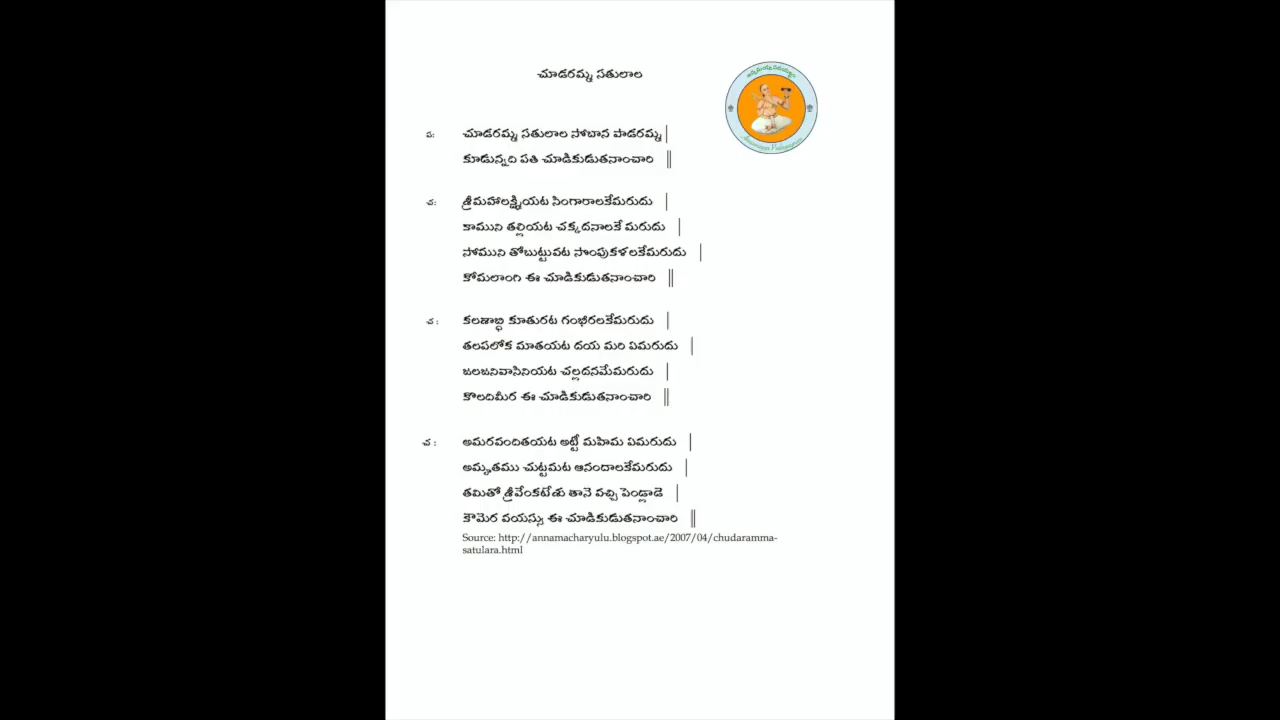 చూడరమ్మ సతులాల
ప: చూడరమ్మ సతులాల సోబాన పాడరమ్మ|
కూడున్నది పతి చూడికుడుతనాంచారి ||
చ: శ్రీమహాలక్ష్మియట సింగారాలకేమరుదు |
కాముని తల్లియట చక్కదనాలకే మరుదు |
సోముని తోబుట్టువట సొంపుకళలకేమరుదు |
కోమలాంగి ఈ చూడికుడుతనాంచారి ||
చ : కలశాబ్ధి కూతురట గంభీరలకేమరుదు |
తలపలోక మాతయట దయ మరి ఏమరుదు |
జలజనివాసినియట చల్లదనమేమరుదు |
కొలదిమీర ఈ చూడికుడుతనాంచారి ||
చ : అమరవందితయట అట్టే మహిమ ఏమరుదు |
అమృతము చుట్టమట ఆనందాలకేమరుదు |
తమితో శ్రీవేంకటేశు తానె వచ్చి పెండ్లాడె |
కౌమెర వయస్సు ఈ చూడికుడుతనాంచారి ||
Source: http://annamacharyulu.blogspot.ae/2007/04/chudaramma-
satulara.html